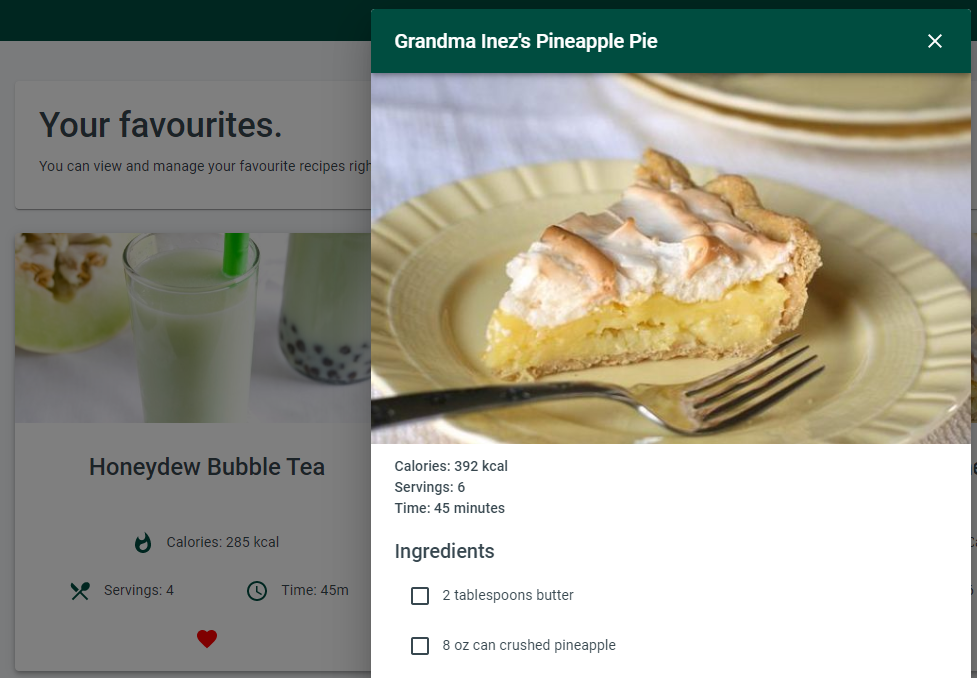 Grandma Inez's Pineapple Pie
Your favourites.
You can view and manage your favourite recipes righ
Honeydew Bubble Tea
Calories: 285 kcal
Servings: 4
Time: 45m
Calories: 392 kcal
Servings: 6
Time: 45 minutes
Ingredients
2 tablespoons butter
8 oz can crushed pineapple